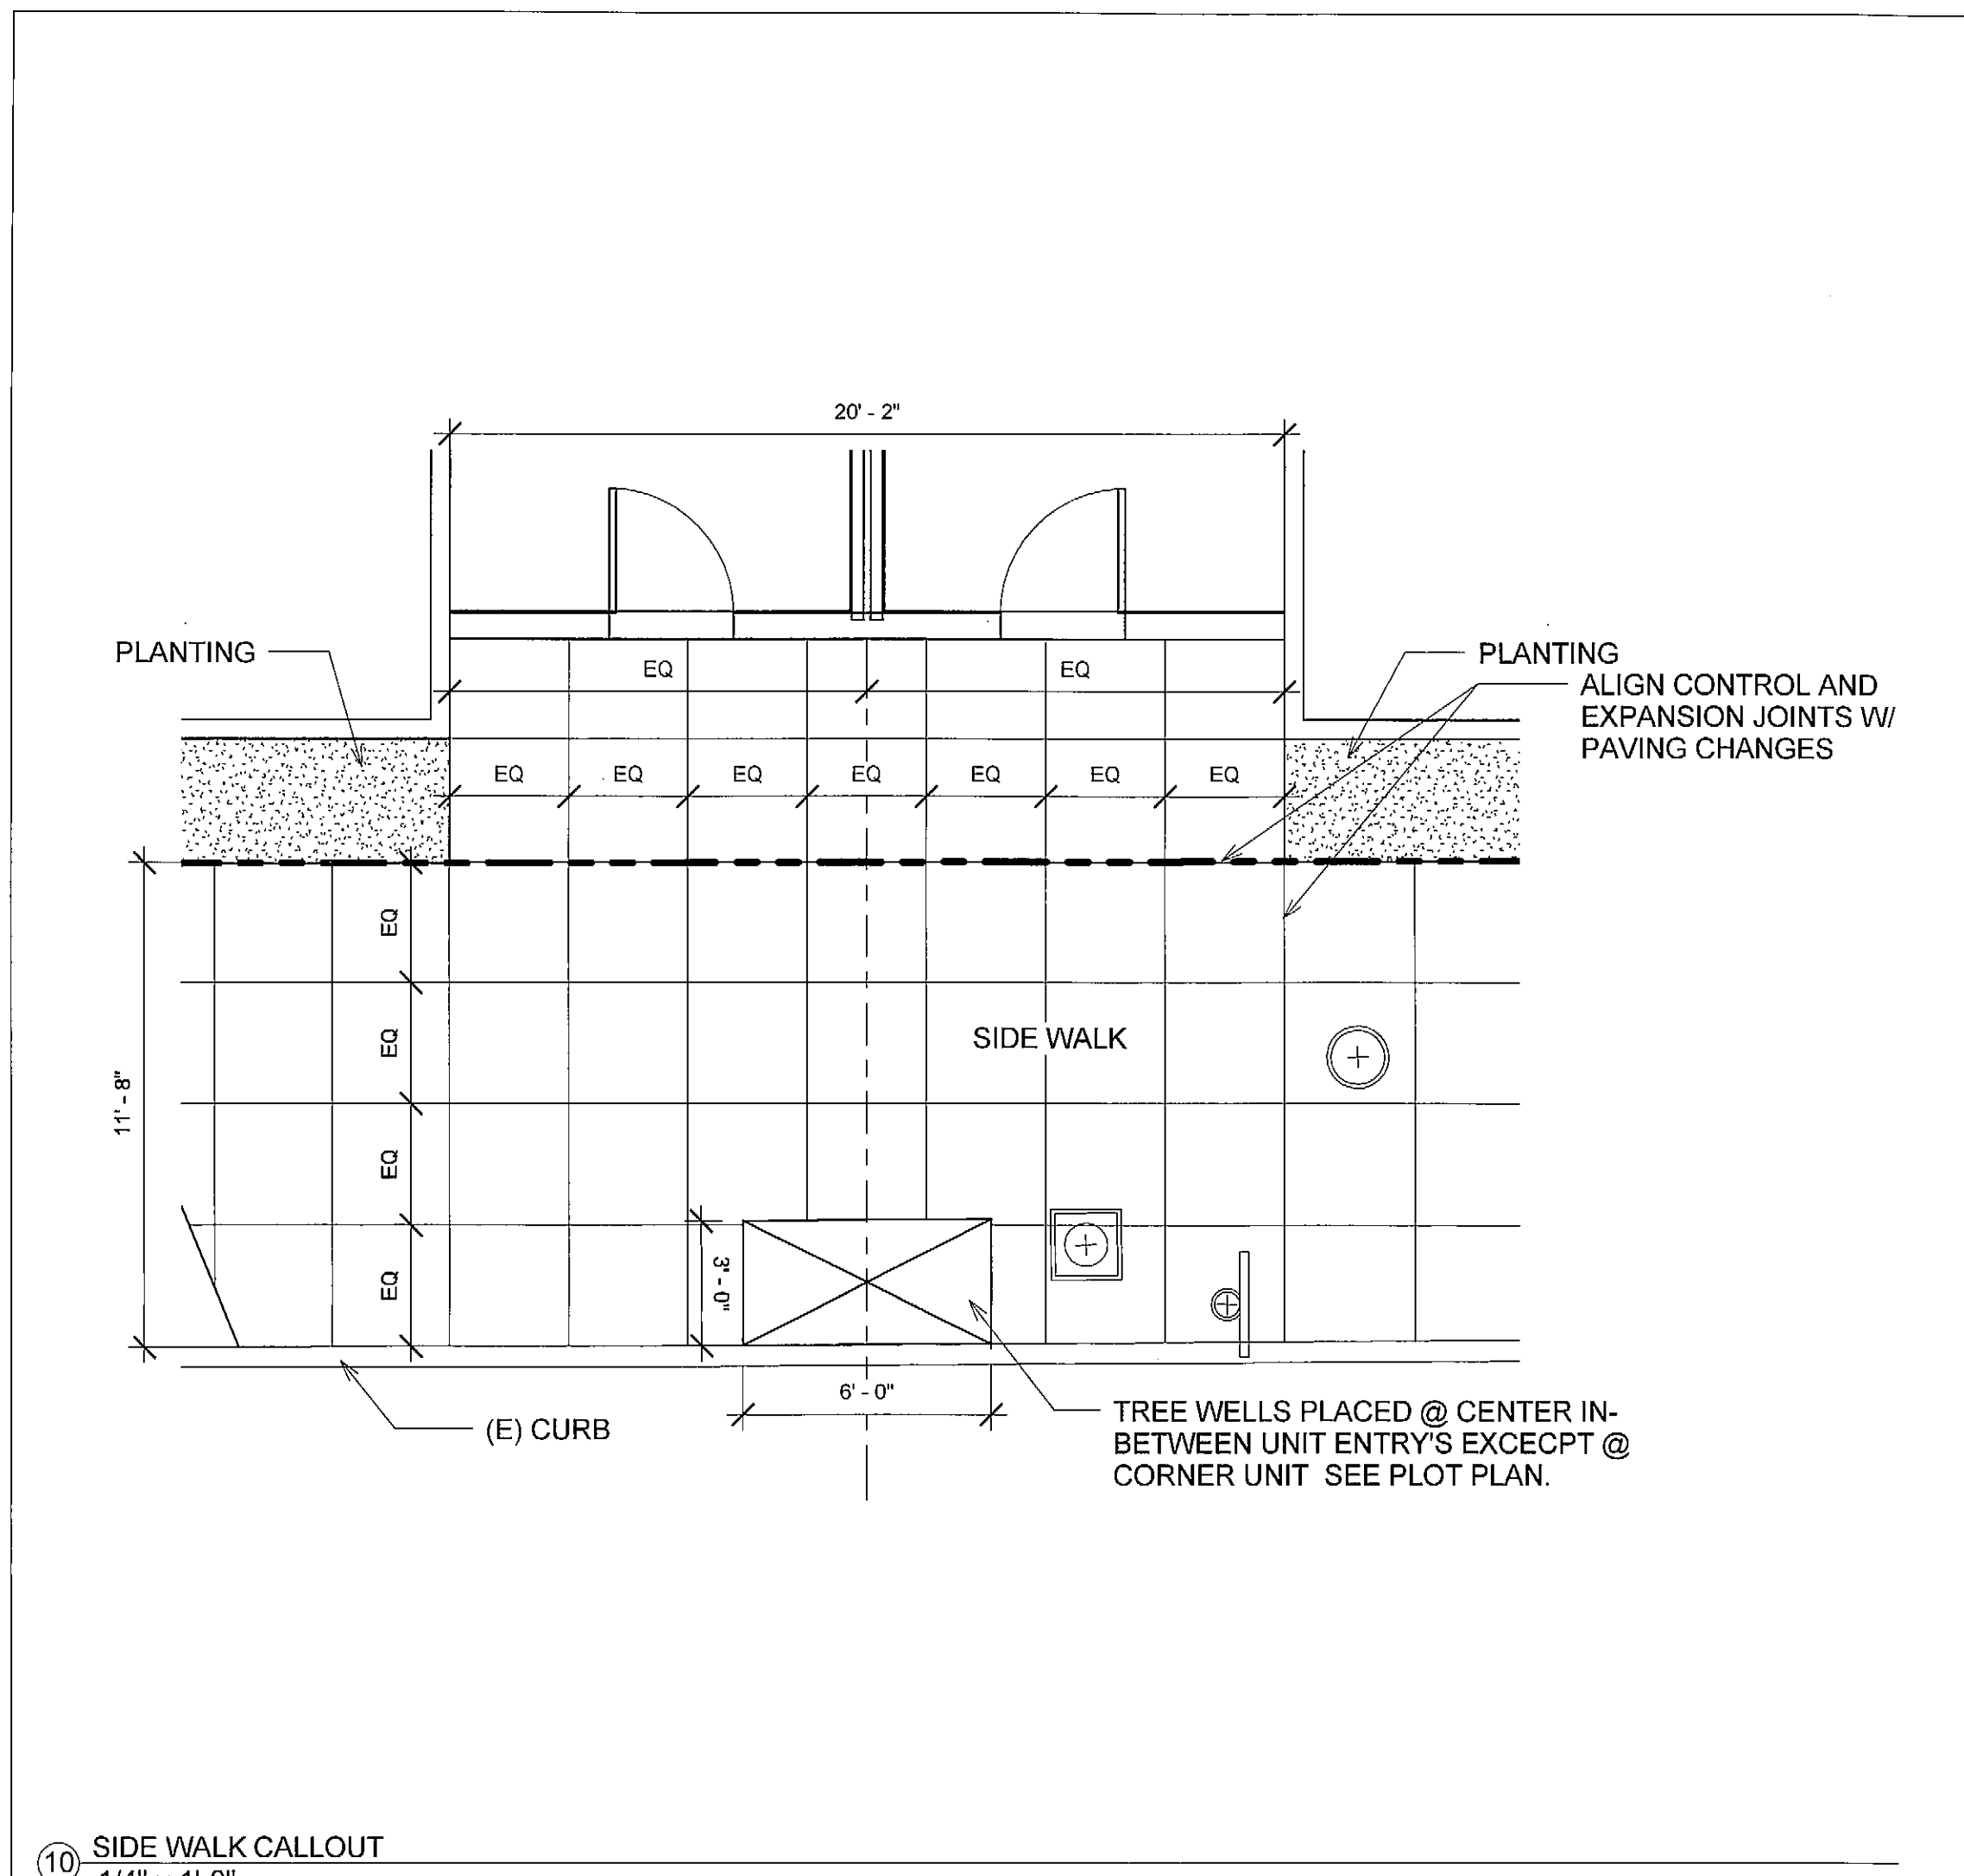 20' - 2"
PLANTING
EQ
EQ
PLANTING
ALIGN CONTROL AND
EXPANSION JOINTS W/
PAVING CHANGES
EQ EQ EQ EQ EQ EQ EQ
EQ
EQ
EQ
EQ
11' - 8"
SIDE WALK
3' - 0"
6' - 0"
(E) CURB
TREE WELLS PLACED @ CENTER IN-
BETWEEN UNIT ENTRY'S EXCECPT @
CORNER UNIT SEE PLOT PLAN.
10
SIDE WALK CALLOUT